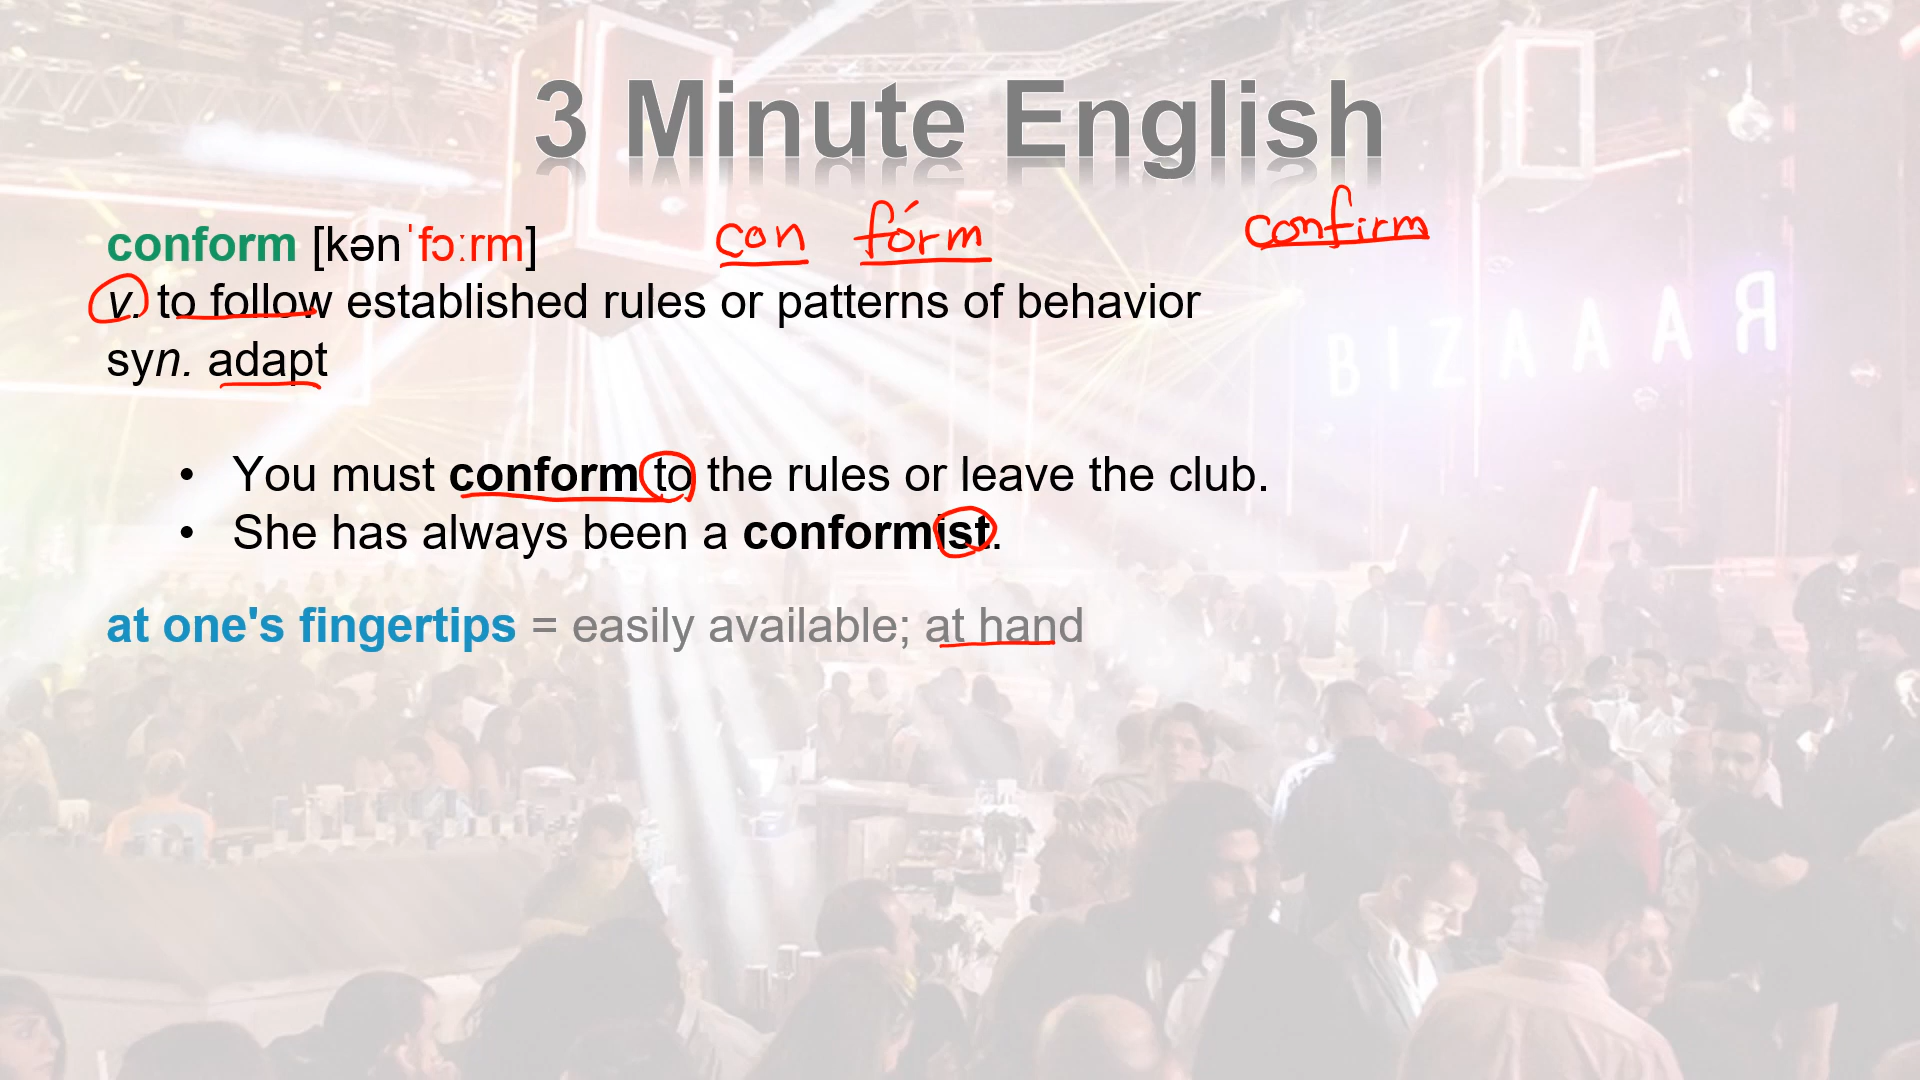 3 Minute English
conform [kənˈfɔːrm] con fórm confirm
v. to follow established rules or patterns of behavior
syn. adapt
BIZAAAЯ
• You must conform to the rules or leave the club.
• She has always been a conformist.
at one's fingertips = easily available; at hand